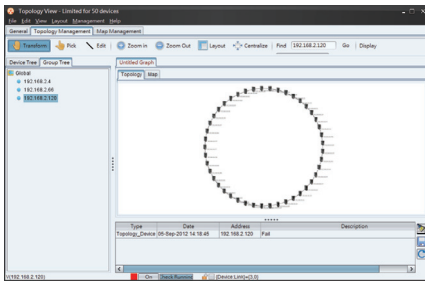 Topology View - Limited for 50 devices
File Edit View Layout Management Help
General Topology Management Map Management
Transform Pick Edit Zoom in Zoom Out Layout Centralize Find 192.168.2.120 Go Display
Device Tree Group Tree
Untitled Graph
Global
192.168.2.4
192.168.2.66
192.168.2.120
Topology Map
Type Date Address Description
Topology_Device 05-Sep-2012 14:18:45 192.168.2.120 Fail
V(192.168.2.120) On (Device:Link)=(3,0)